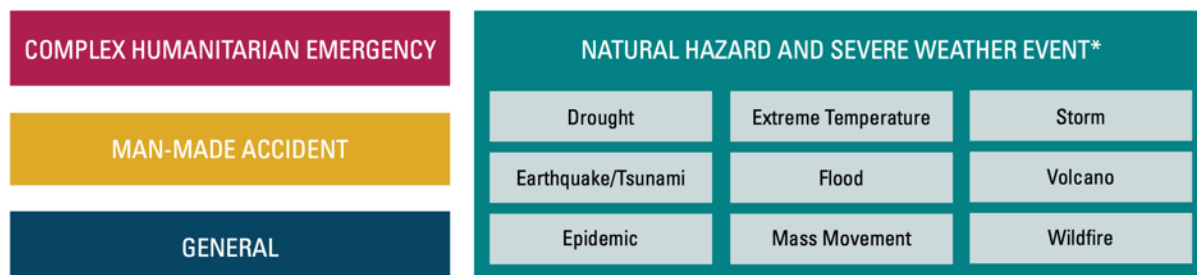 COMPLEX HUMANITARIAN EMERGENCY
MAN-MADE ACCIDENT
GENERAL
NATURAL HAZARD AND SEVERE WEATHER EVENT*
Drought
Extreme Temperature
Storm
Earthquake/Tsunami
Flood
Volcano
Epidemic
Mass Movement
Wildfire